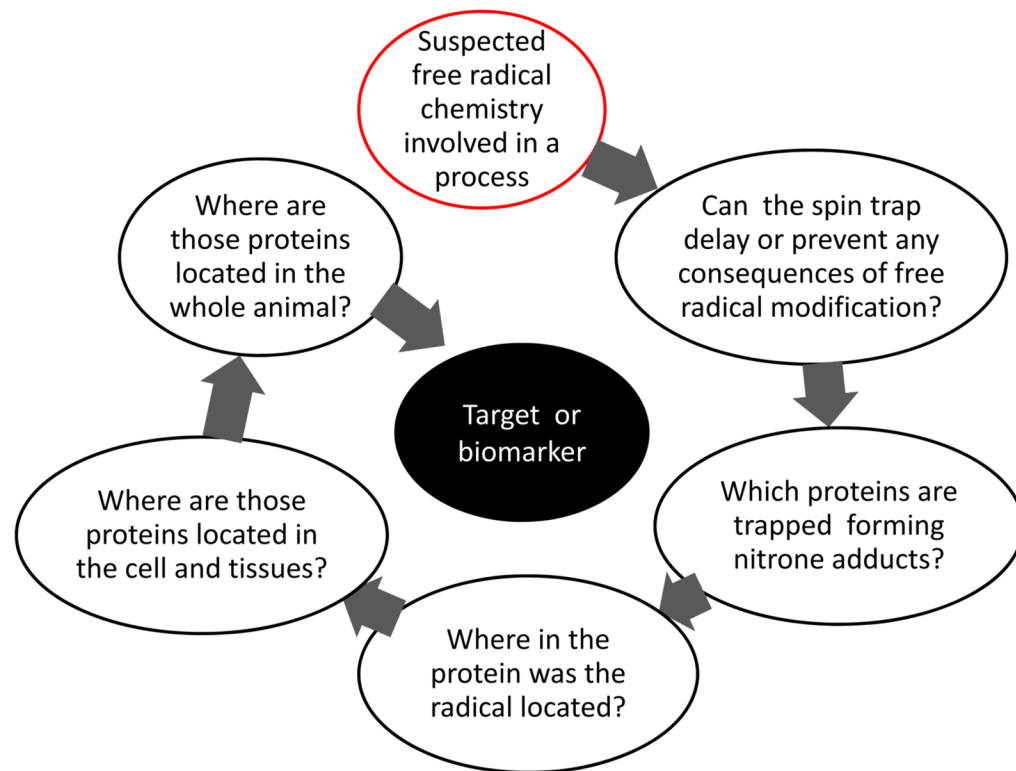 Suspected
free radical
chemistry
involved in a
process
Can the spin trap
delay or prevent any
consequences of free
radical modification?
Which proteins are
trapped forming
nitrone adducts?
Where in the
protein was the
radical located?
Where are those
proteins located in
the cell and tissues?
Where are
those proteins
located in the
whole animal?
Target or
biomarker